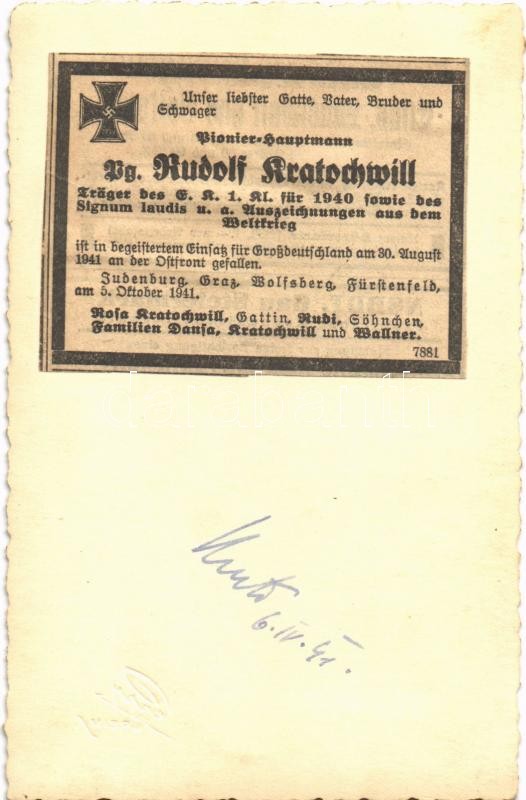 Unser liebster Gatte, Vater, Bruder und
Schwager
Pionier-Hauptmann
Pg. Rudolf Kratochwill
Träger des E. K. 1. Kl. für 1940 sowie des
Signum laudis u. a. Auszeichnungen aus dem
Weltkrieg
ist in begeistertem Einsatz für Großdeutschland am 30. August
1941 an der Ostfront gefallen.
Judenburg, Graz, Wolfsberg, Fürstenfeld,
am 5. Oktober 1941.
Rosa Kratochwill, Gattin, Rudi, Söhnchen,
Familien Dansa, Kratochwill und Wallner.
7881
6. IV. 41.